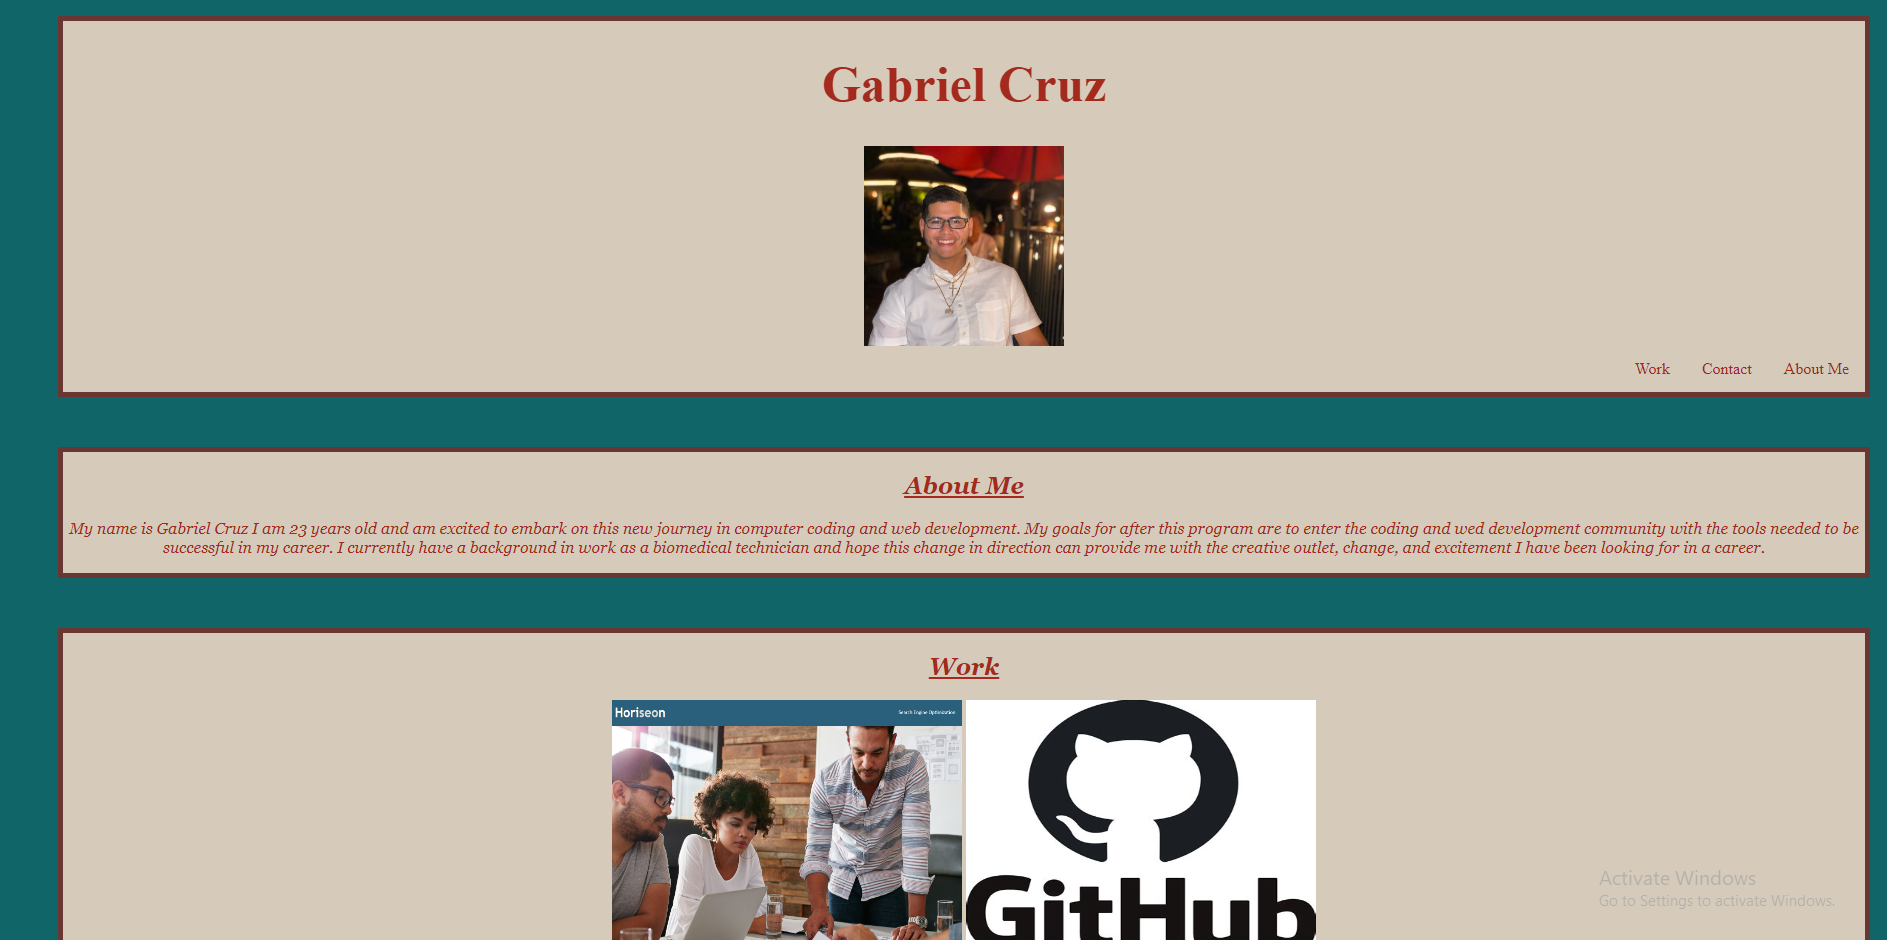 Gabriel Cruz
Work Contact About Me
About Me
My name is Gabriel Cruz I am 23 years old and am excited to embark on this new journey in computer coding and web development. My goals for after this program are to enter the coding and wed development community with the tools needed to be
successful in my career. I currently have a background in work as a biomedical technician and hope this change in direction can provide me with the creative outlet, change, and excitement I have been looking for in a career.
Work
Horiseon
Search Engine Optimization
GitHub
Activate Windows
Go to Settings to activate Windows.